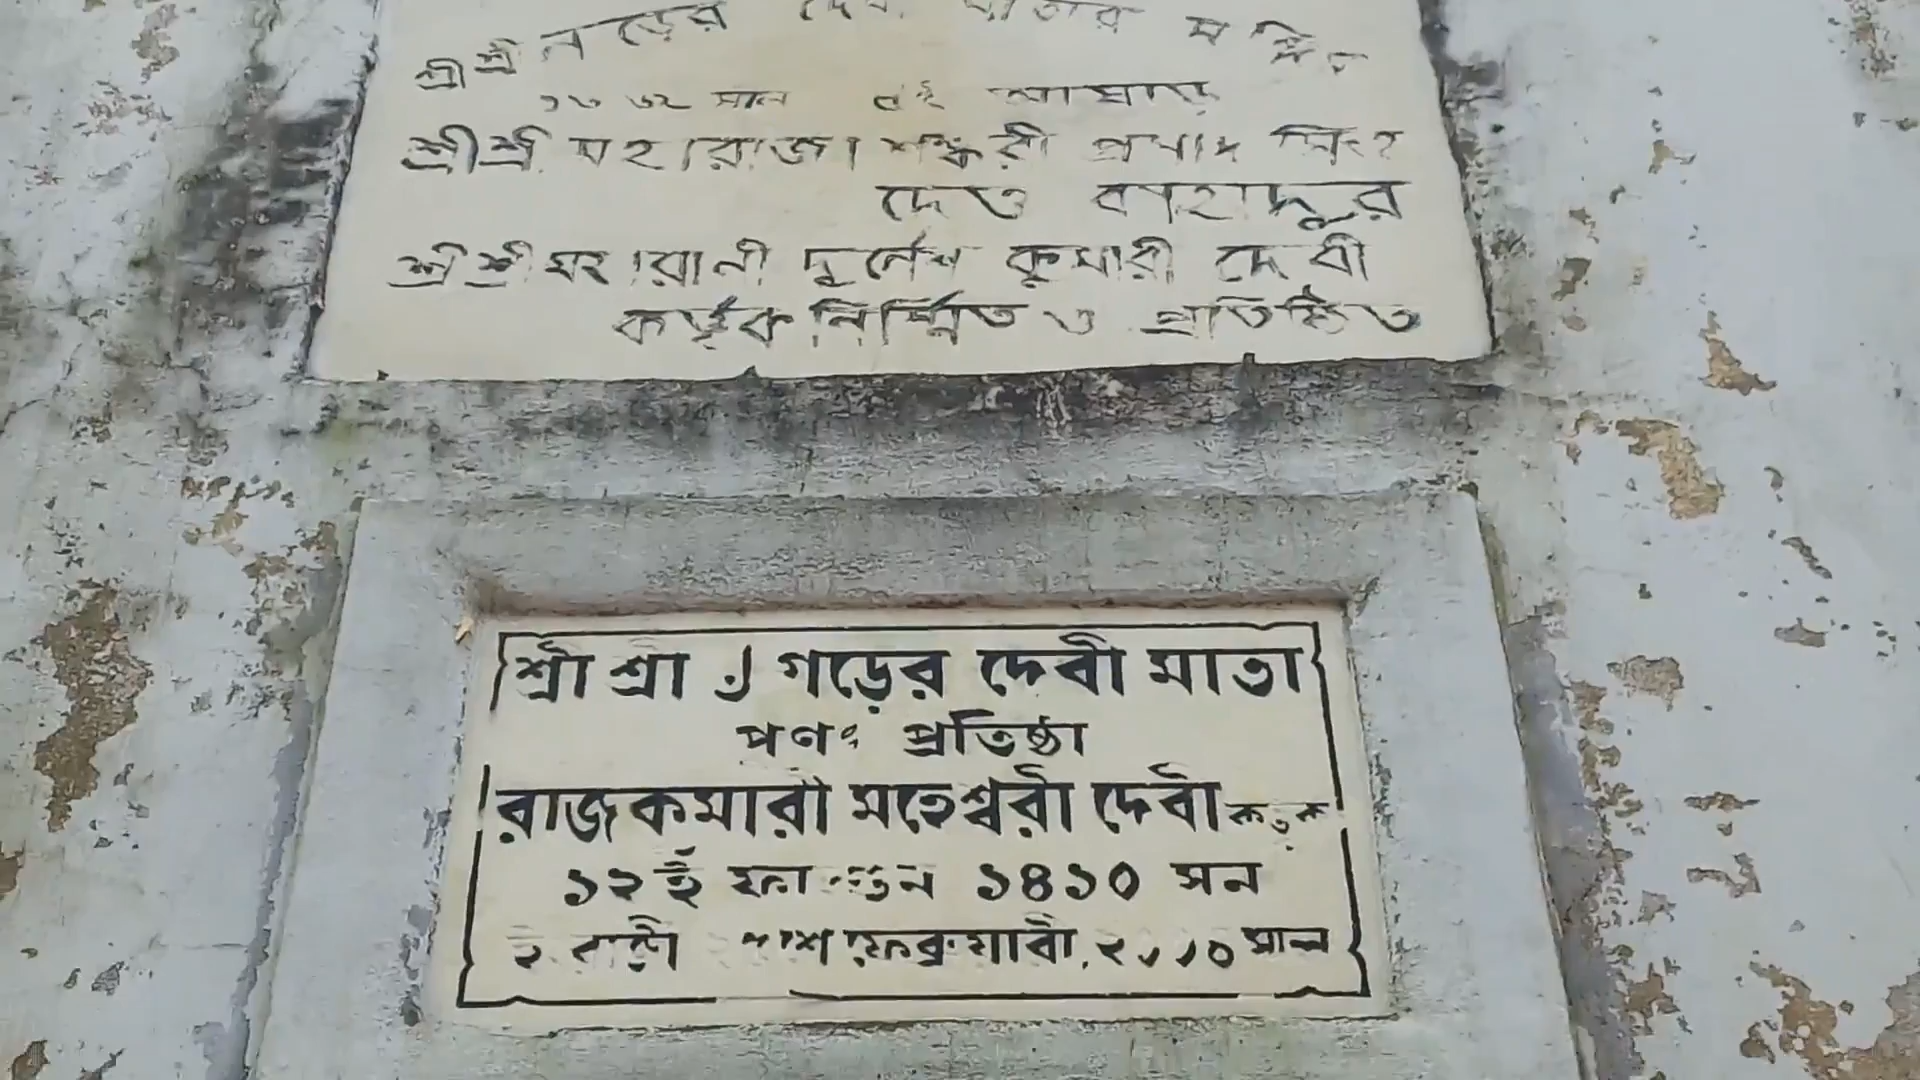 শ্রী শ্রী গড়ের দেবী মাতার মন্দির
১৩৬২ সাল ৫ই আষাঢ়
শ্রীশ্রী মহারাজা শঙ্করী প্রসাদ সিংহ
দেও বাহাদুর
শ্রীশ্রী মহারানী দুর্গেশ কুমারী দেবী
কর্ত্তৃক নির্ম্মিত ও প্রতিষ্ঠিত
শ্রী শ্রী ঁ গড়ের দেবী মাতা
পুণঃ প্রতিষ্ঠা
রাজকুমারী মহেশ্বরী দেবী কর্তৃক
১২ই ফাল্গুন ১৪১০ সন
ইংরাজী পঁচিশে ফেব্রুয়ারী, সাল